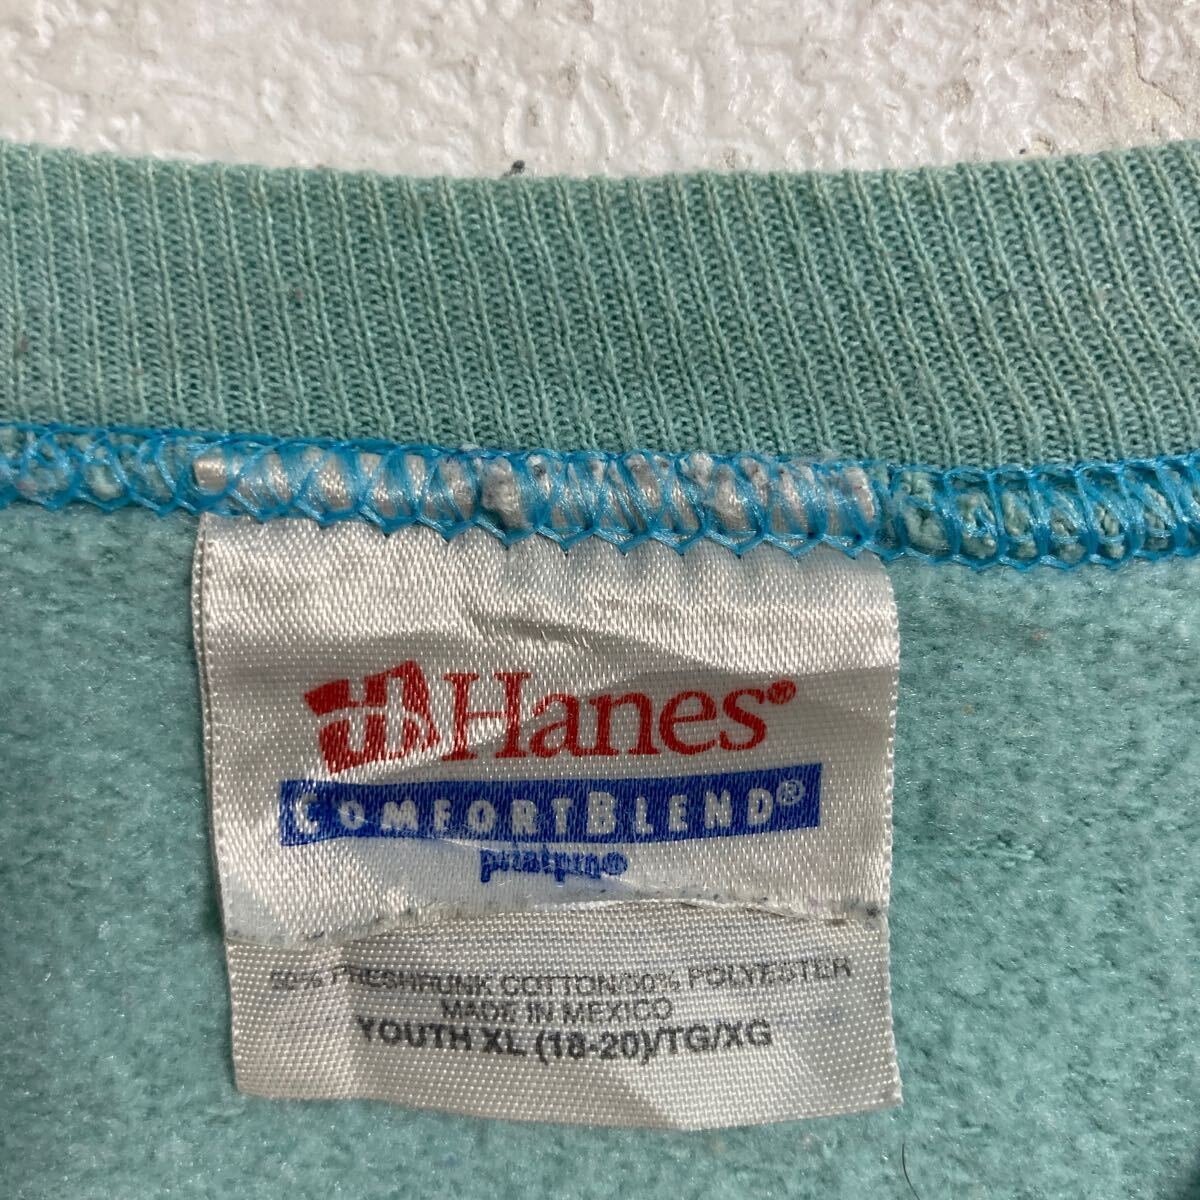 Hanes®
COMFORTBLEND®
printpro®
50% PRESHRUNK COTTON/50% POLYESTER
MADE IN MEXICO
YOUTH XL (18-20)/TG/XG